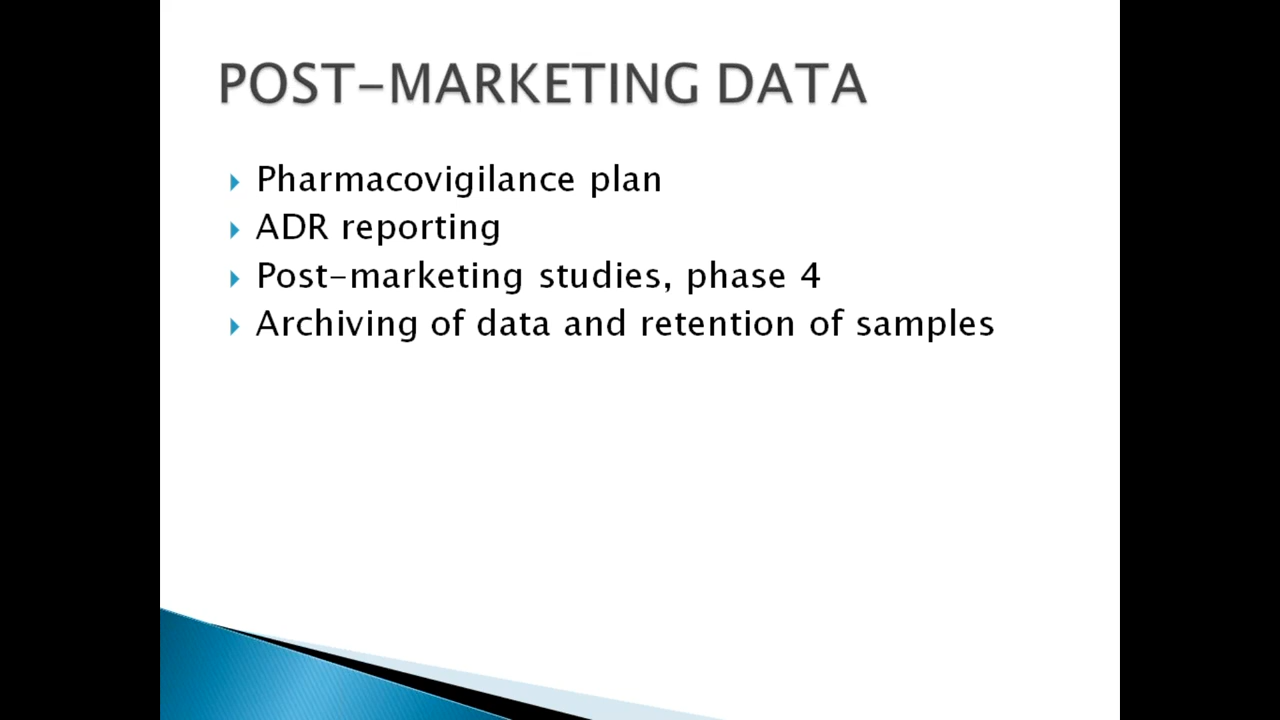 POST-MARKETING DATA
Pharmacovigilance plan
ADR reporting
Post-marketing studies, phase 4
Archiving of data and retention of samples